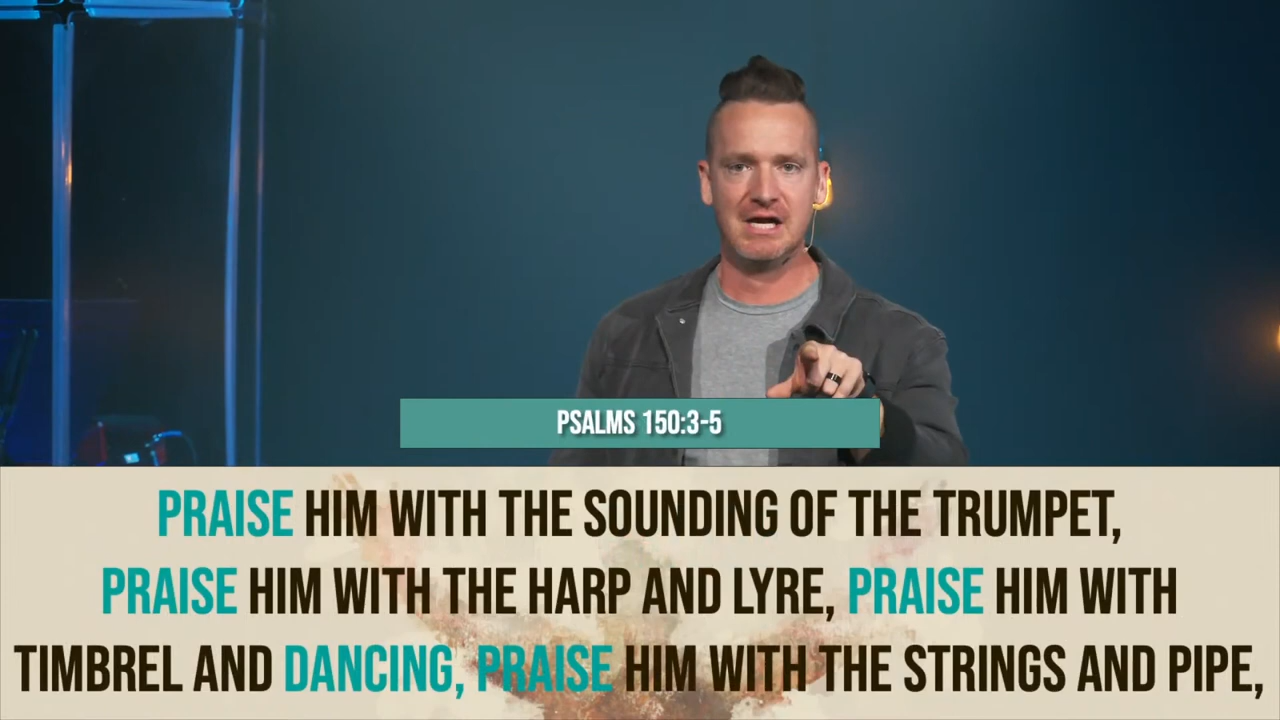 PSALMS 150:3-5
PRAISE HIM WITH THE SOUNDING OF THE TRUMPET,
PRAISE HIM WITH THE HARP AND LYRE, PRAISE HIM WITH
TIMBREL AND DANCING, PRAISE HIM WITH THE STRINGS AND PIPE,